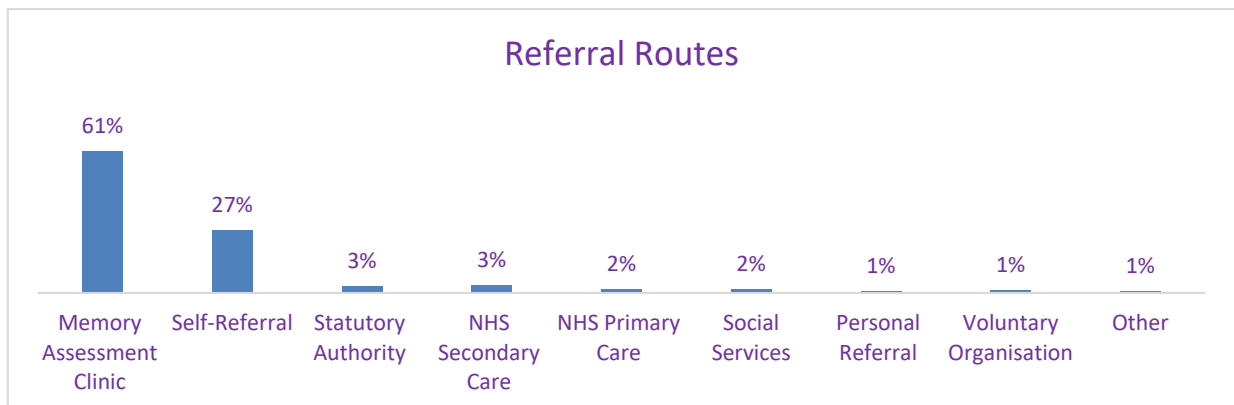 Referral Routes
61%
27%
3%
3%
2%
2%
1%
1%
1%
Memory
Assessment
Clinic
Self-Referral
Statutory
Authority
NHS
Secondary
Care
NHS Primary
Care
Social
Services
Personal
Referral
Voluntary
Organisation
Other